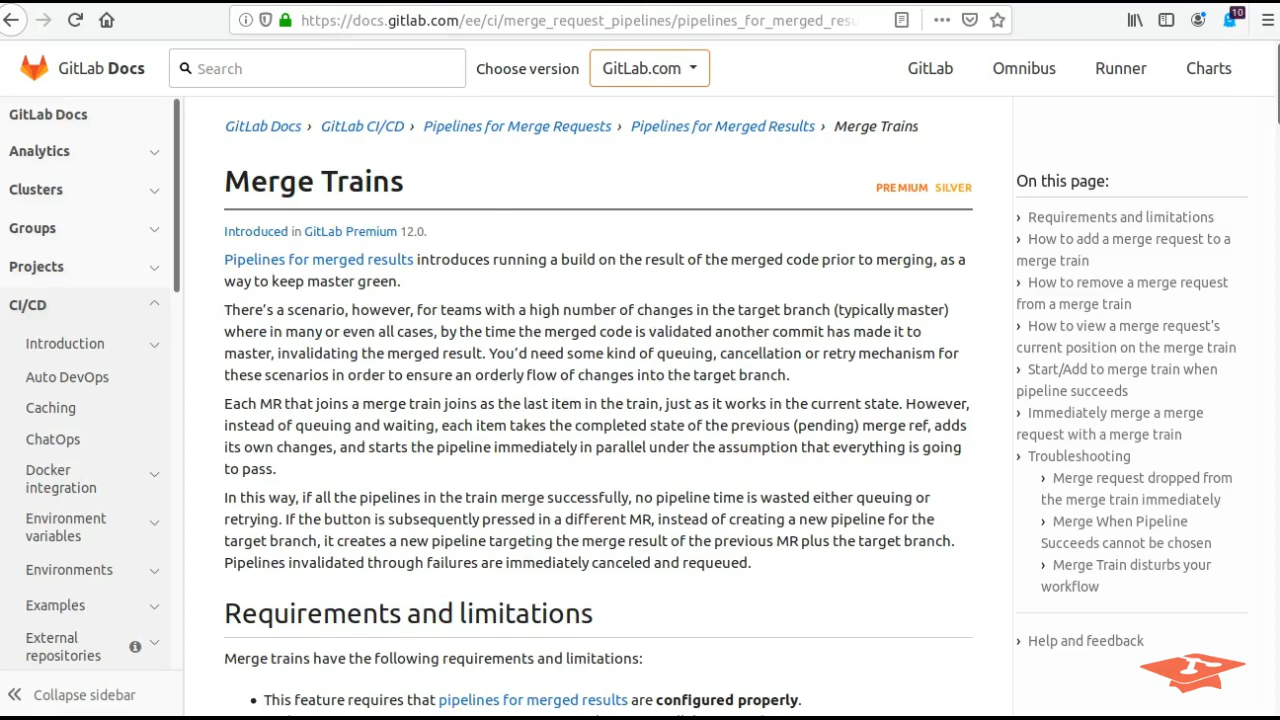 https://docs.gitlab.com/ee/ci/merge_request_pipelines/pipelines_for_merged_resu
10
GitLab Docs
Search
Choose version
GitLab.com
GitLab
Omnibus
Runner
Charts
GitLab Docs
Analytics
Clusters
Groups
Projects
CI/CD
Introduction
Auto DevOps
Caching
ChatOps
Docker
integration
Environment
variables
Environments
Examples
External
repositories
Collapse sidebar
GitLab Docs › GitLab CI/CD › Pipelines for Merge Requests › Pipelines for Merged Results › Merge Trains
Merge Trains
PREMIUM SILVER
Introduced in GitLab Premium 12.0.
Pipelines for merged results introduces running a build on the result of the merged code prior to merging, as a
way to keep master green.
There's a scenario, however, for teams with a high number of changes in the target branch (typically master)
where in many or even all cases, by the time the merged code is validated another commit has made it to
master, invalidating the merged result. You'd need some kind of queuing, cancellation or retry mechanism for
these scenarios in order to ensure an orderly flow of changes into the target branch.
Each MR that joins a merge train joins as the last item in the train, just as it works in the current state. However,
instead of queuing and waiting, each item takes the completed state of the previous (pending) merge ref, adds
its own changes, and starts the pipeline immediately in parallel under the assumption that everything is going
to pass.
In this way, if all the pipelines in the train merge successfully, no pipeline time is wasted either queuing or
retrying. If the button is subsequently pressed in a different MR, instead of creating a new pipeline for the
target branch, it creates a new pipeline targeting the merge result of the previous MR plus the target branch.
Pipelines invalidated through failures are immediately canceled and requeued.
Requirements and limitations
Merge trains have the following requirements and limitations:
• This feature requires that pipelines for merged results are configured properly.
On this page:
› Requirements and limitations
› How to add a merge request to a
merge train
› How to remove a merge request
from a merge train
› How to view a merge request's
current position on the merge train
› Start/Add to merge train when
pipeline succeeds
› Immediately merge a merge
request with a merge train
› Troubleshooting
› Merge request dropped from
the merge train immediately
› Merge When Pipeline
Succeeds cannot be chosen
› Merge Train disturbs your
workflow
› Help and feedback